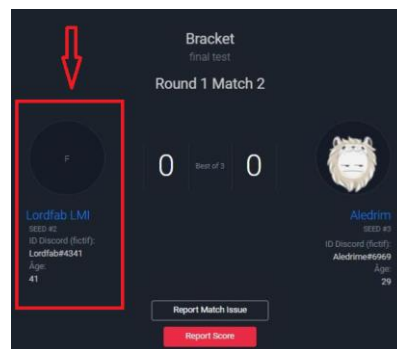 Bracket
final test
Round 1 Match 2
F
0
Best of 3
0
Lordfab LMI
SEED #2
ID Discord (fictif):
Lordfab#4341
Âge:
41
Aledrim
SEED #3
ID Discord (fictif):
Aledrime#6969
Âge:
29
Report Match Issue
Report Score